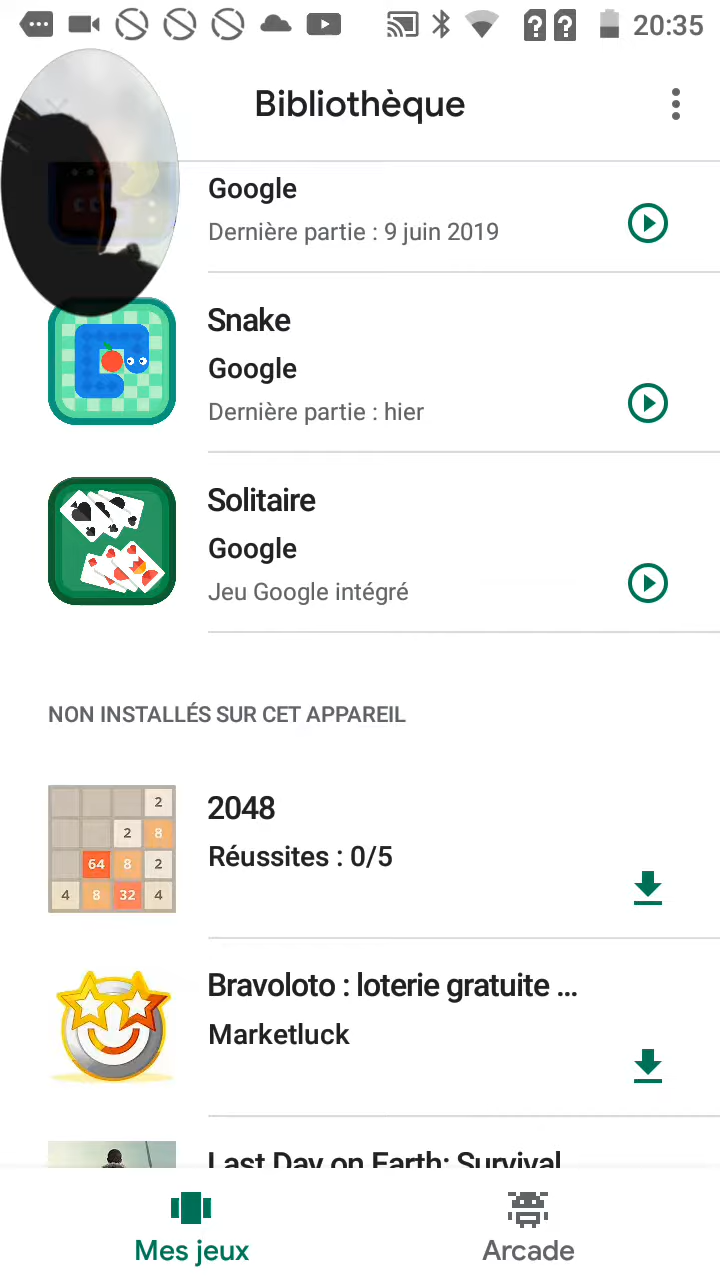 20:35
Bibliothèque
Google
Dernière partie : 9 juin 2019
Snake
Google
Dernière partie : hier
Solitaire
Google
Jeu Google intégré
NON INSTALLÉS SUR CET APPAREIL
2
2 8
64 8 2
4 8 32 4
2048
Réussites : 0/5
Bravoloto : loterie gratuite ...
Marketluck
Last Day on Earth: Survival
Mes jeux
Arcade